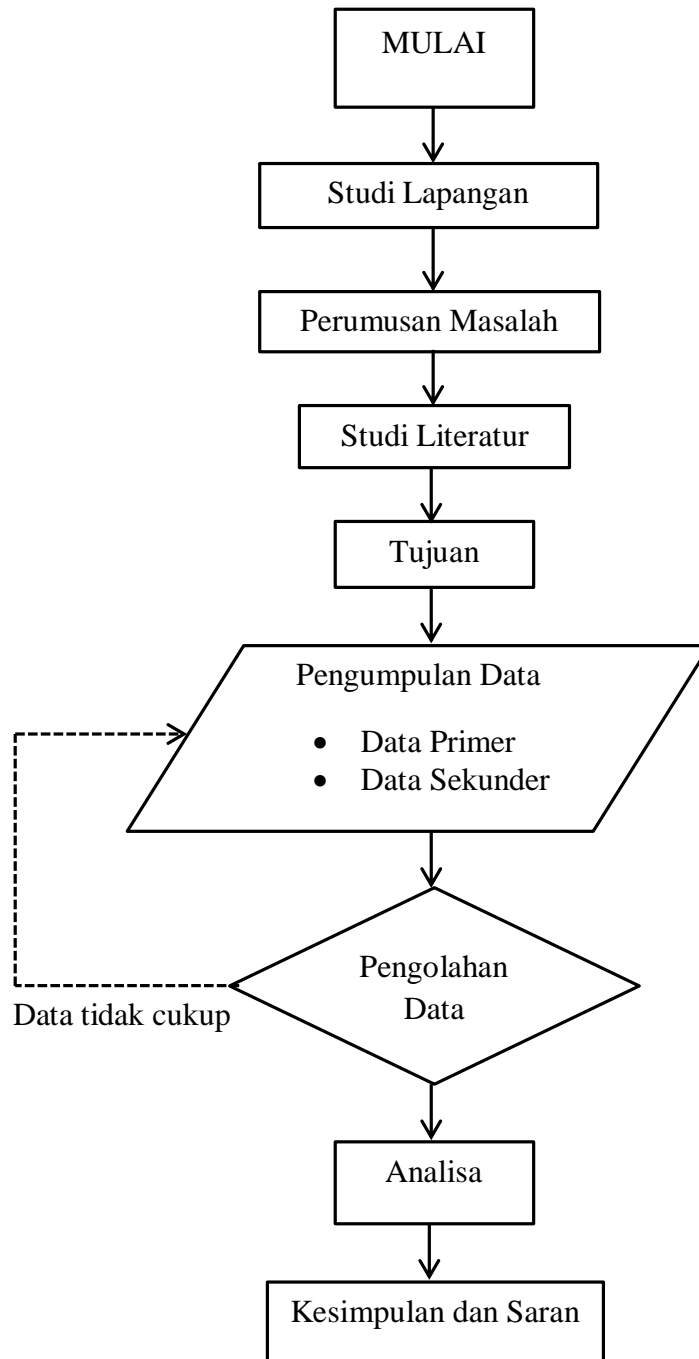 MULAI
Studi Lapangan
Perumusan Masalah
Studi Literatur
Tujuan
Pengumpulan Data
• Data Primer
• Data Sekunder
Pengolahan
Data
Data tidak cukup
Analisa
Kesimpulan dan Saran